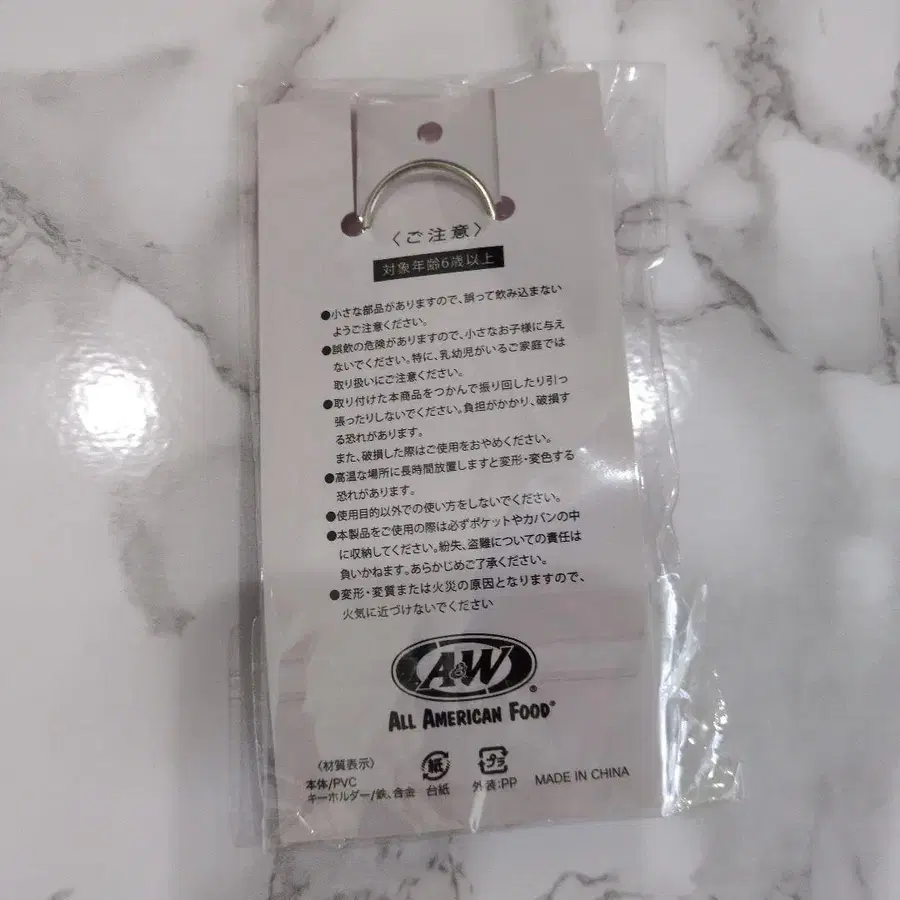 〈ご注意〉
対象年齢6歳以上
●小さな部品がありますので、誤って飲み込まない
ようご注意ください。
●誤飲の危険がありますので、小さなお子様に与え
ないでください。特に、乳幼児がいるご家庭では
取り扱いにご注意ください。
●取り付けた本商品をつかんで振り回したり引っ
張ったりしないでください。負担がかかり、破損す
る恐れがあります。
また、破損した際はご使用をおやめください。
●高温な場所に長時間放置しますと変形・変色する
恐れがあります。
●使用目的以外での使い方をしないでください。
●本製品をご使用の際は必ずポケットやカバンの中
に収納してください。紛失、盗難についての責任は
負いかねます。あらかじめご了承ください。
●変形・変質または火災の原因となりますので、
火気に近づけないでください
A&W®
ALL AMERICAN FOOD®
〈材質表示〉
本体/PVC
キーホルダー/鉄、合金
紙
台紙
プラ
外装:PP
MADE IN CHINA